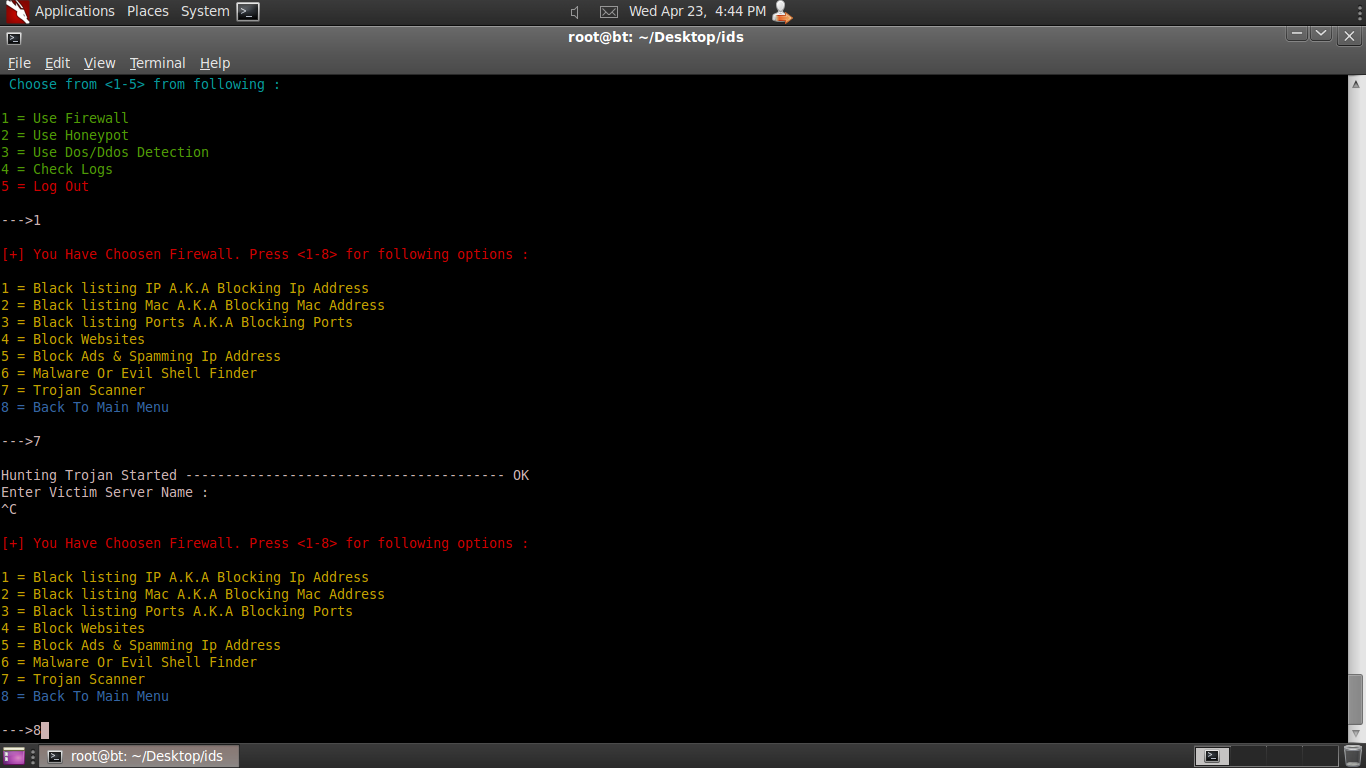 Applications Places System Wed Apr 23, 4:44 PM
root@bt: ~/Desktop/ids
File Edit View Terminal Help
Choose from <1-5> from following :
1 = Use Firewall
2 = Use Honeypot
3 = Use Dos/Ddos Detection
4 = Check Logs
5 = Log Out
--->1
[+] You Have Choosen Firewall. Press <1-8> for following options :
1 = Black listing IP A.K.A Blocking Ip Address
2 = Black listing Mac A.K.A Blocking Mac Address
3 = Black listing Ports A.K.A Blocking Ports
4 = Block Websites
5 = Block Ads & Spamming Ip Address
6 = Malware Or Evil Shell Finder
7 = Trojan Scanner
8 = Back To Main Menu
--->7
Hunting Trojan Started ---------------------------------------- OK
Enter Victim Server Name :
^C
[+] You Have Choosen Firewall. Press <1-8> for following options :
1 = Black listing IP A.K.A Blocking Ip Address
2 = Black listing Mac A.K.A Blocking Mac Address
3 = Black listing Ports A.K.A Blocking Ports
4 = Block Websites
5 = Block Ads & Spamming Ip Address
6 = Malware Or Evil Shell Finder
7 = Trojan Scanner
8 = Back To Main Menu
--->8
root@bt: ~/Desktop/ids